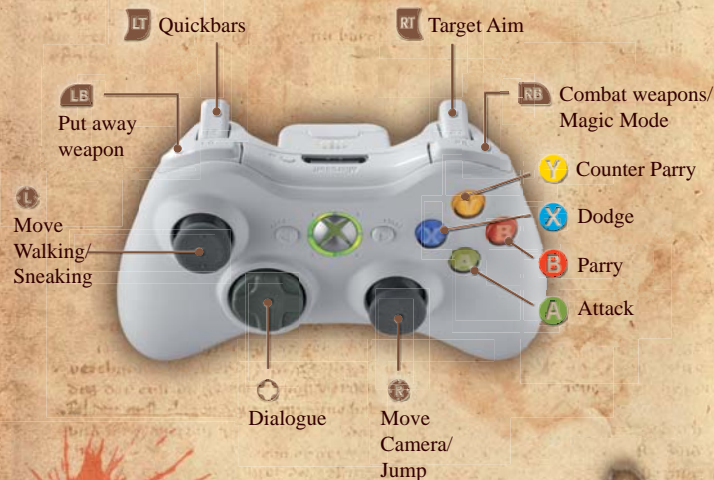 LT Quickbars
RT Target Aim
LB
Put away
weapon
RB Combat weapons/
Magic Mode
Y Counter Parry
X Dodge
B Parry
A Attack
L
Move
Walking/
Sneaking
X
B
A
Dialogue
R
Move
Camera/
Jump